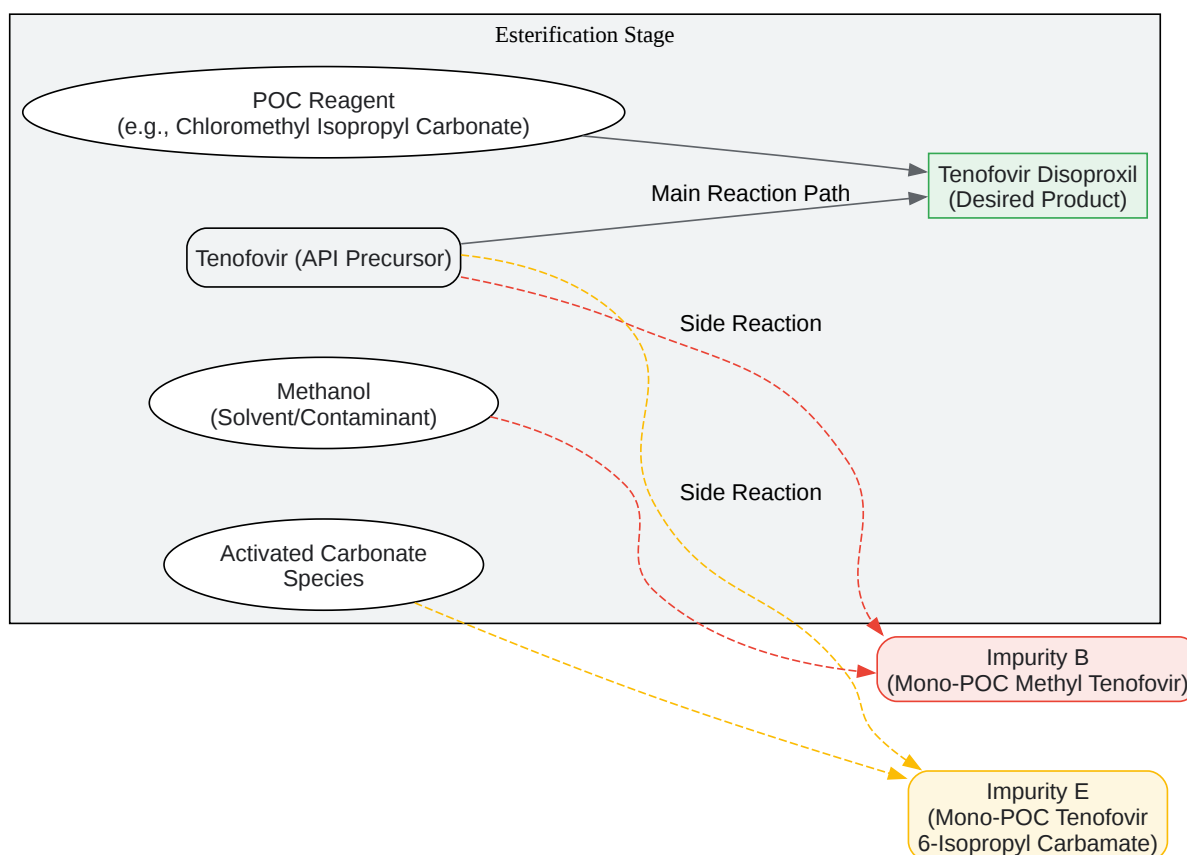 Esterification Stage
POC Reagent
(e.g., Chloromethyl Isopropyl Carbonate)
Tenofovir Disoproxil
(Desired Product)
Main Reaction Path
Tenofovir (API Precursor)
Side Reaction
Methanol
(Solvent/Contaminant)
Side Reaction
Activated Carbonate
Species
Impurity B
(Mono-POC Methyl Tenofovir)
Impurity E
(Mono-POC Tenofovir
6-Isopropyl Carbamate)